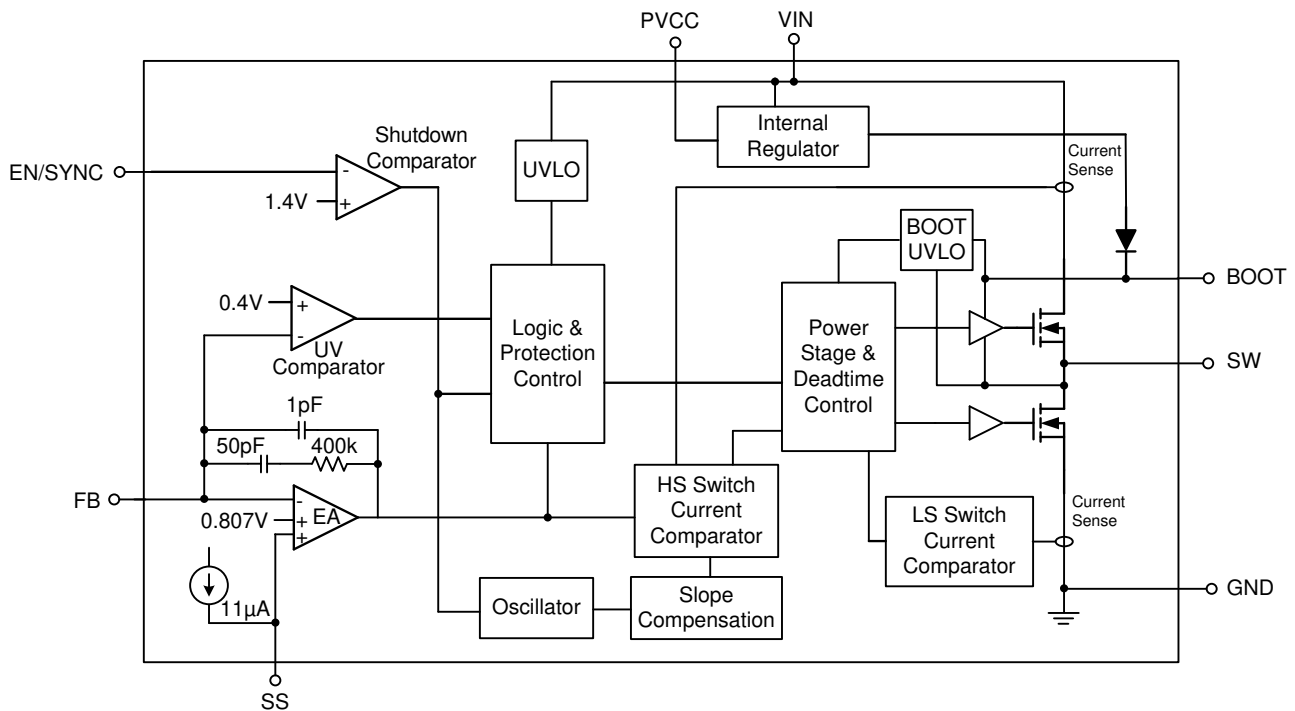 PVCC
VIN
Shutdown
Comparator
EN/SYNC
-
1.4V
+
UVLO
Internal
Regulator
Current
Sense
BOOT
UVLO
BOOT
0.4V
+
-
UV
Comparator
Logic &
Protection
Control
Power
Stage &
Deadtime
Control
SW
1pF
50pF
400k
FB
-
0.807V
+
+
EA
HS Switch
Current
Comparator
LS Switch
Current
Comparator
Current
Sense
11µA
Oscillator
Slope
Compensation
GND
SS